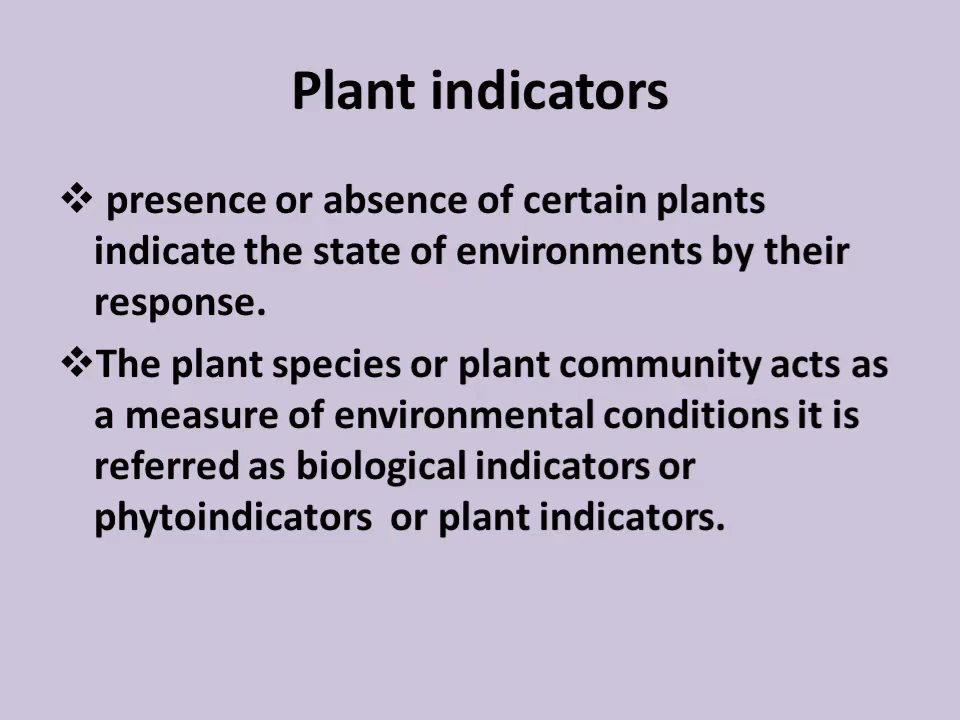 Plant indicators
❖ presence or absence of certain plants
indicate the state of environments by their
response.
❖The plant species or plant community acts as
a measure of environmental conditions it is
referred as biological indicators or
phytoindicators  or plant indicators.